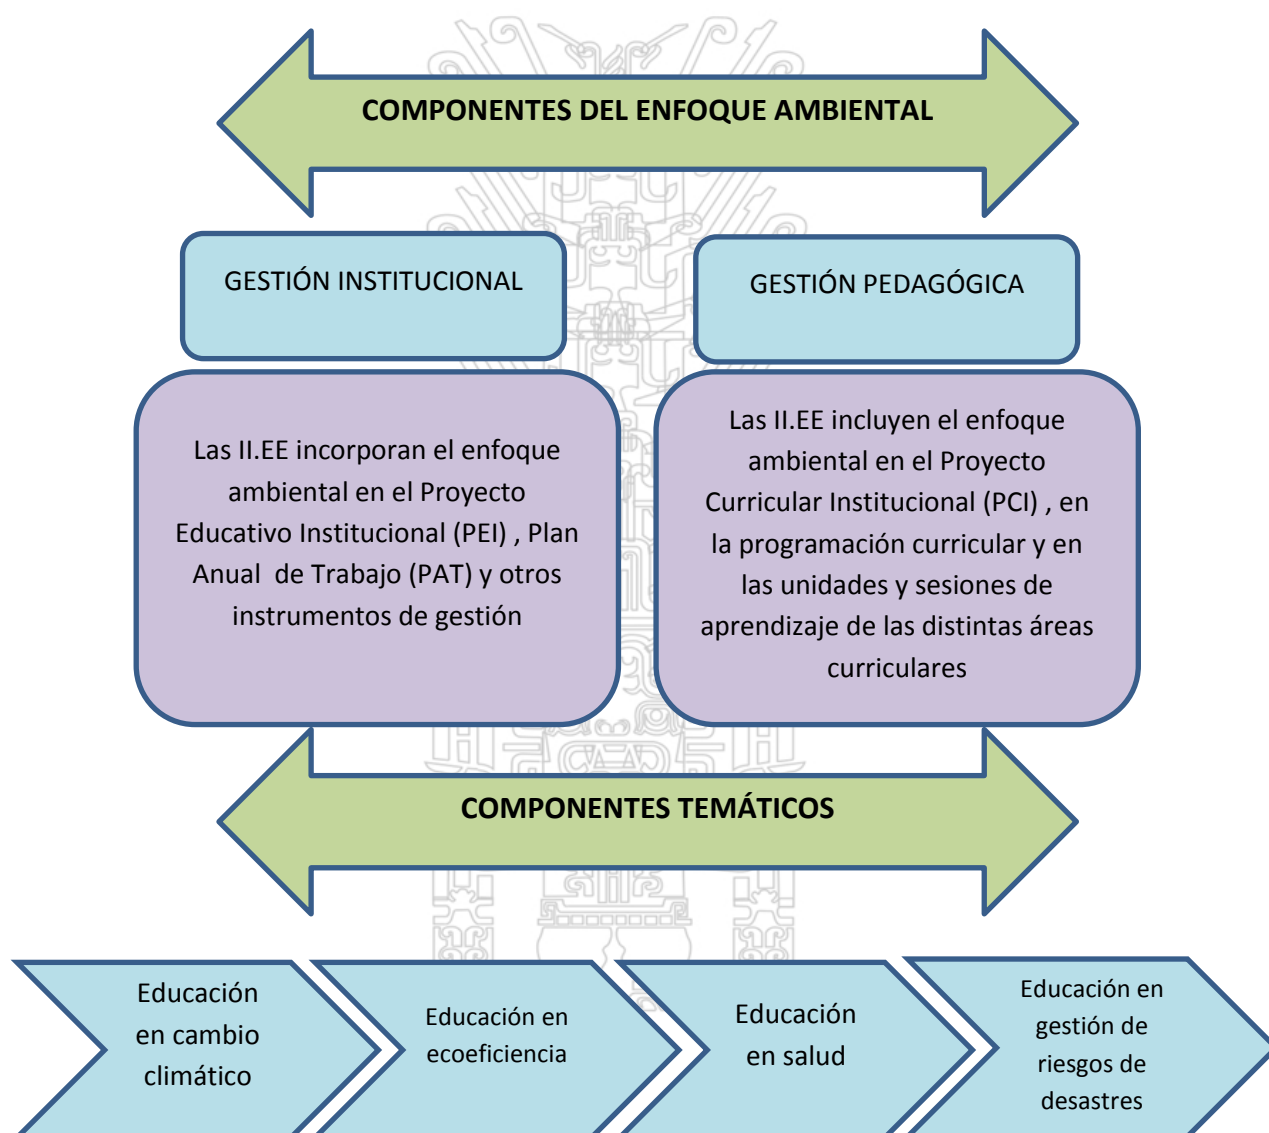 COMPONENTES DEL ENFOQUE AMBIENTAL
GESTIÓN INSTITUCIONAL
GESTIÓN PEDAGÓGICA
Las II.EE incorporan el enfoque
ambiental en el Proyecto
Educativo Institucional (PEI) , Plan
Anual de Trabajo (PAT) y otros
instrumentos de gestión
Las II.EE incluyen el enfoque
ambiental en el Proyecto
Curricular Institucional (PCI) , en
la programación curricular y en
las unidades y sesiones de
aprendizaje de las distintas áreas
curriculares
COMPONENTES TEMÁTICOS
Educación
en cambio
climático
Educación en
ecoeficiencia
Educación
en salud
Educación en
gestión de
riesgos de
desastres